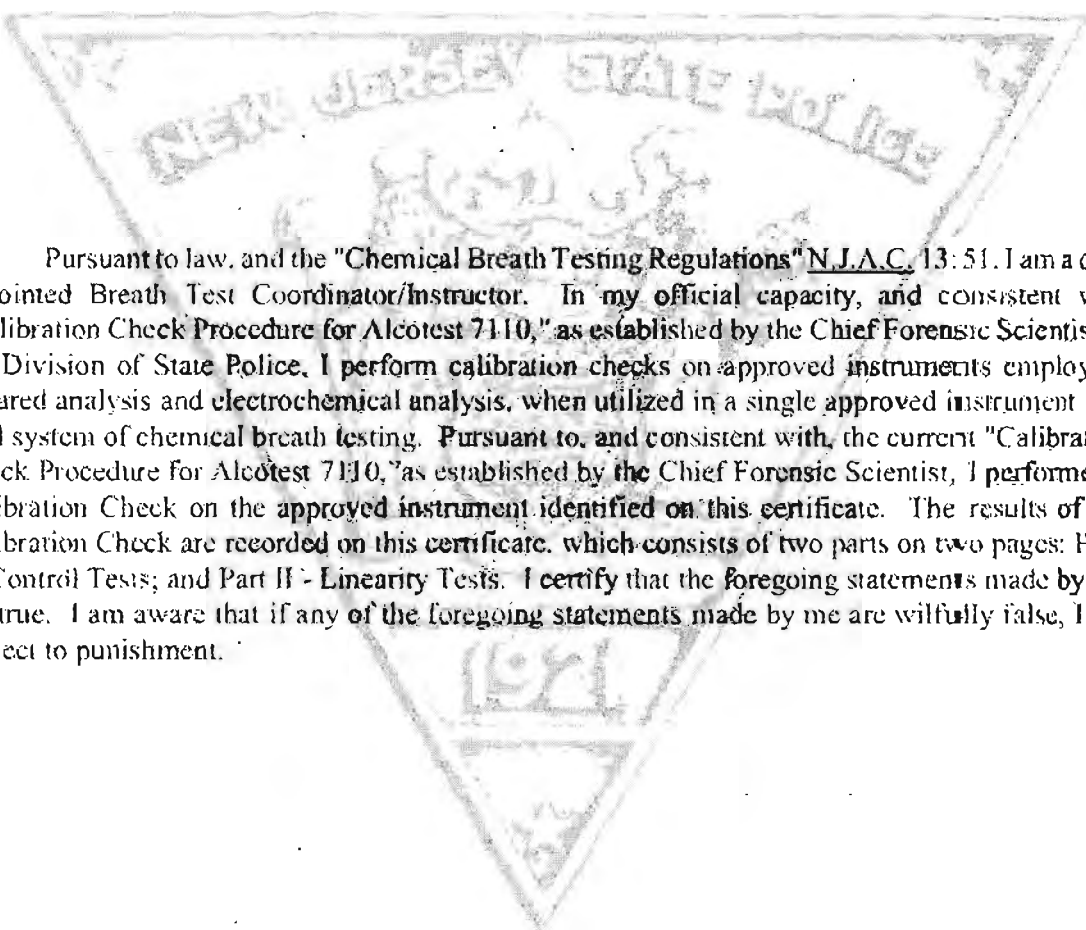 NEW JERSEY STATE POLICE
Pursuant to law, and the "Chemical Breath Testing Regulations" N.J.A.C. 13:51, I am a d
ointed Breath Test Coordinator/Instructor. In my official capacity, and consistent w
libration Check Procedure for Alcotest 7110," as established by the Chief Forensic Scientis
Division of State Police, I perform calibration checks on approved instruments employ
ared analysis and electrochemical analysis, when utilized in a single approved instrument
l system of chemical breath testing. Pursuant to, and consistent with, the current "Calibrat
ck Procedure for Alcotest 7110," as established by the Chief Forensic Scientist, I performe
ibration Check on the approved instrument identified on this certificate. The results of
ibration Check are recorded on this certificate, which consists of two parts on two pages: P
Control Tests; and Part II - Linearity Tests. I certify that the foregoing statements made by
true. I am aware that if any of the foregoing statements made by me are wilfully false, I
ect to punishment.
1921